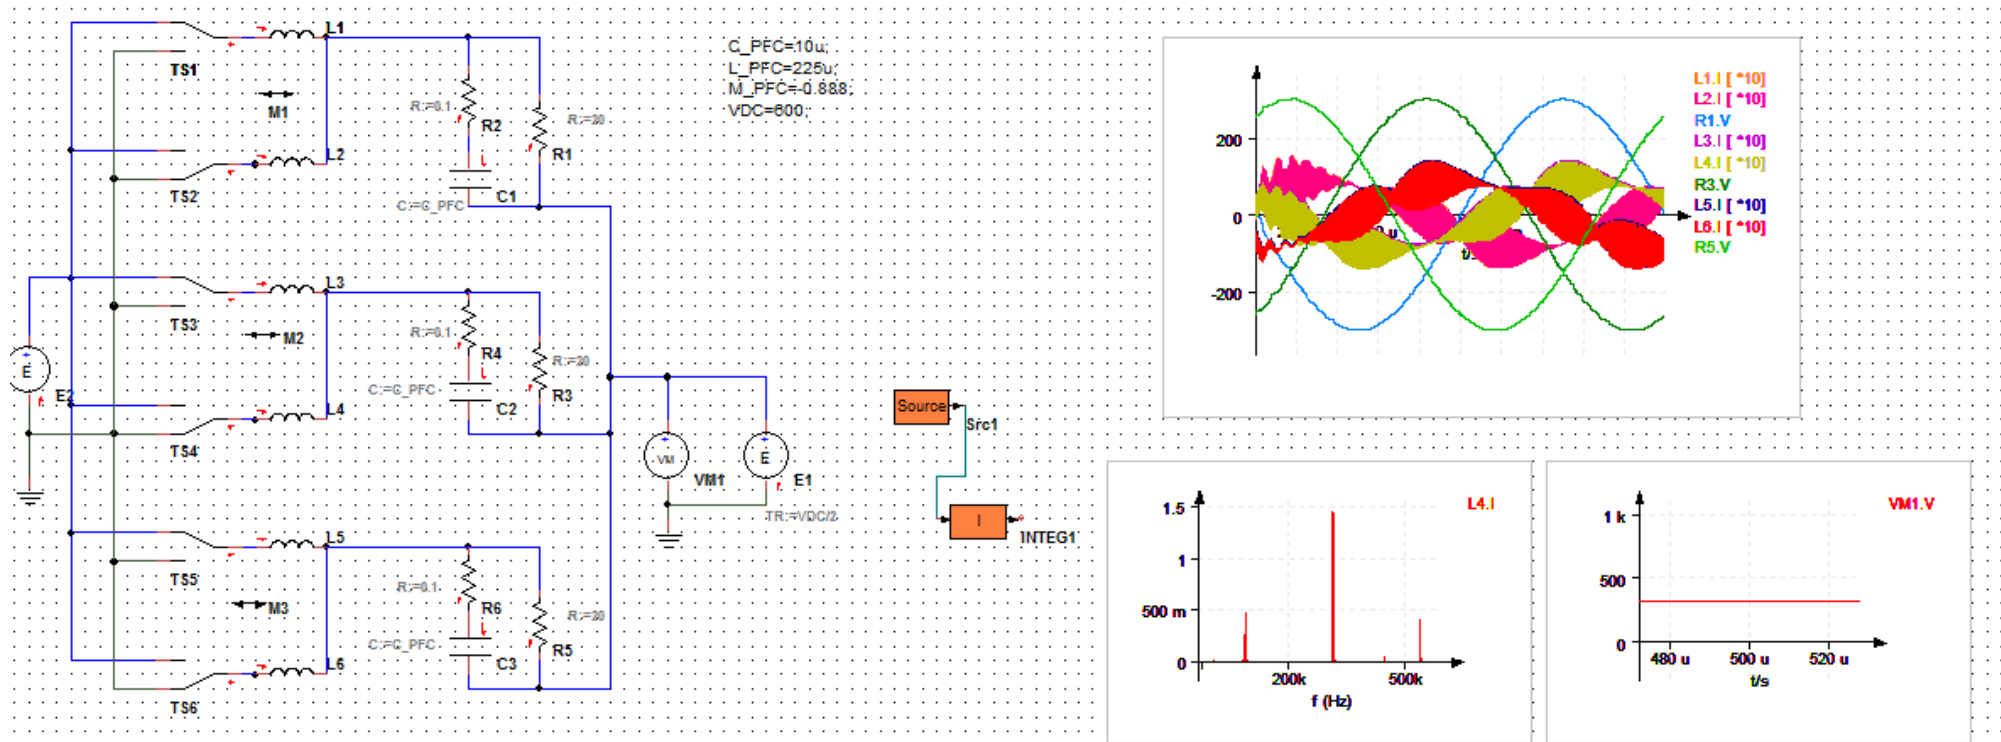 L1
TS1
M1
R:=0.1
R2
R:=30
R1
L2
TS2
C1
C:=C_PFC
C_PFC=10u;
L_PFC=225u;
M_PFC=-0.888;
VDC=600;
L3
TS3
M2
R:=0.1
R4
R:=30
R3
C:=C_PFC
C2
E
E2
L4
TS4
VM
VM1
E
E1
TR:=VDC/2
Source
Src1
I
INTEG1
L5
TS5
M3
R:=0.1
R6
R:=30
R5
C:=C_PFC
C3
L6
TS6
200
0
-200
L1.I [ *10]
L2.I [ *10]
R1.V
L3.I [ *10]
L4.I [ *10]
R3.V
L5.I [ *10]
L6.I [ *10]
R5.V
L4.I
1.5
1
500 m
0
200k
500k
f (Hz)
VM1.V
1 k
500
0
480 u
500 u
520 u
t/s